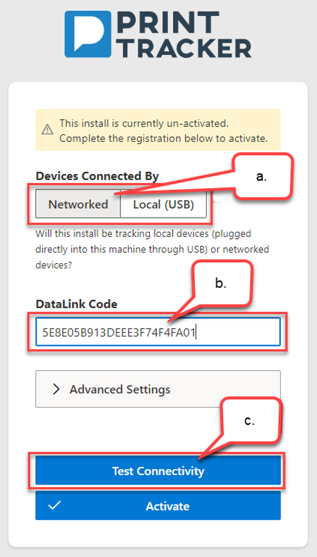 PRINT
TRACKER
This install is currently un-activated.
Complete the registration below to activate.
a.
Devices Connected By
Networked
Local (USB)
Will this install be tracking local devices (plugged
directly into this machine through USB) or networked
devices?
b.
DataLink Code
5E8E05B913DEEE3F74F4FA01
Advanced Settings
c.
Test Connectivity
Activate